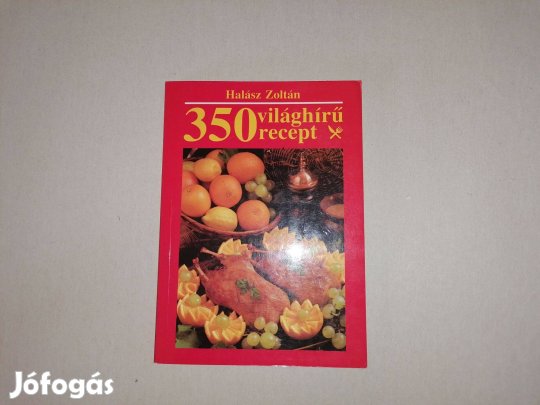 Halász Zoltán
350 világhírű
recept
Jófogás